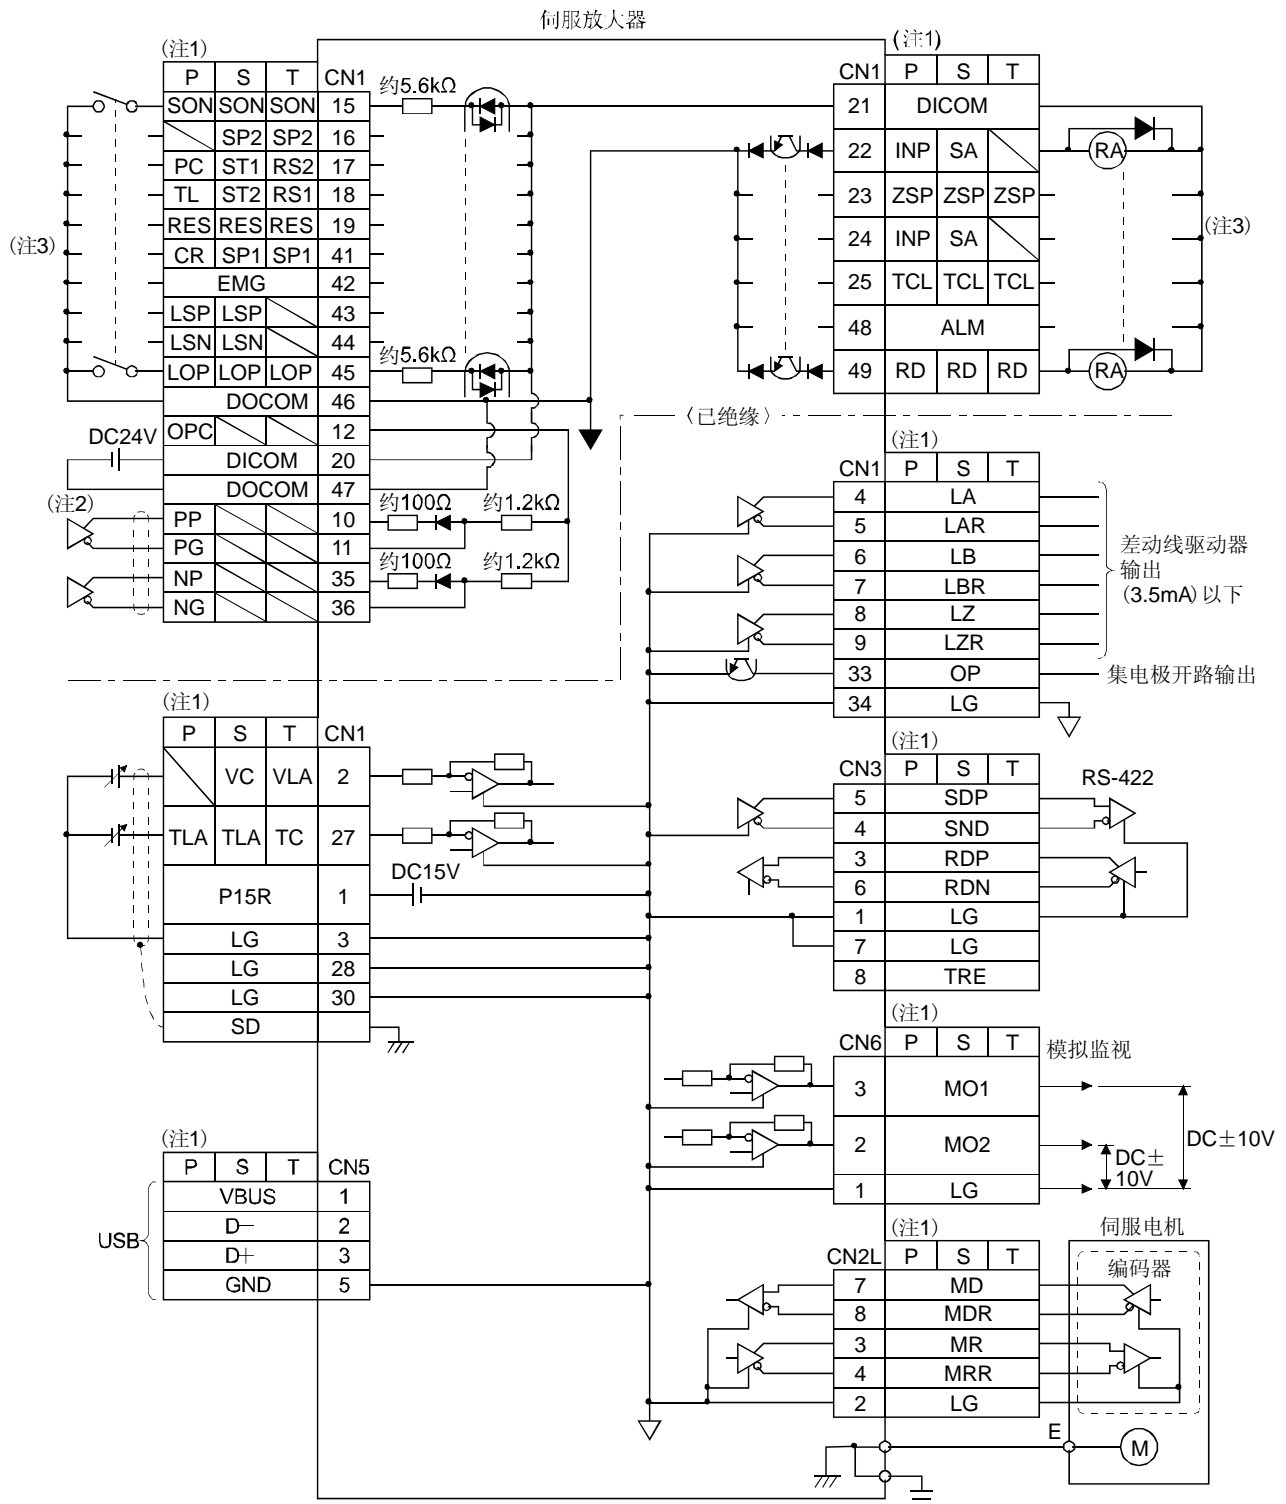 伺服放大器
(注1)
P S T CN1
SON SON SON 15 约5.6kΩ
SP2 SP2 16
PC ST1 RS2 17
TL ST2 RS1 18
RES RES RES 19
(注3)
CR SP1 SP1 41
EMG 42
LSP LSP 43
LSN LSN 44
LOP LOP LOP 45 约5.6kΩ
DOCOM 46
OPC 12
DC24V
DICOM 20
DOCOM 47
(注2)
PP 10 约100Ω 约1.2kΩ
PG 11
NP 35 约100Ω 约1.2kΩ
NG 36
(注1)
CN1 P S T
21 DICOM
22 INP SA RA
23 ZSP ZSP ZSP
(注3)
24 INP SA
25 TCL TCL TCL
48 ALM
49 RD RD RD RA
〈已绝缘〉
(注1)
CN1 P S T
4 LA
5 LAR
6 LB
7 LBR
8 LZ
9 LZR
差动线驱动器
输出
(3.5mA)以下
33 OP 集电极开路输出
34 LG
(注1)
P S T CN1
VC VLA 2
TLA TLA TC 27
P15R 1 DC15V
LG 3
LG 28
LG 30
SD
(注1)
CN3 P S T
RS-422
5 SDP
4 SND
3 RDP
6 RDN
1 LG
7 LG
8 TRE
(注1)
CN6 P S T
模拟监视
3 MO1
2 MO2
1 LG
DC±10V
DC±
10V
(注1)
P S T CN5
USB
VBUS 1
D− 2
D+ 3
GND 5
(注1)
CN2L P S T
7 MD
8 MDR
3 MR
4 MRR
2 LG
伺服电机
编码器
E
M